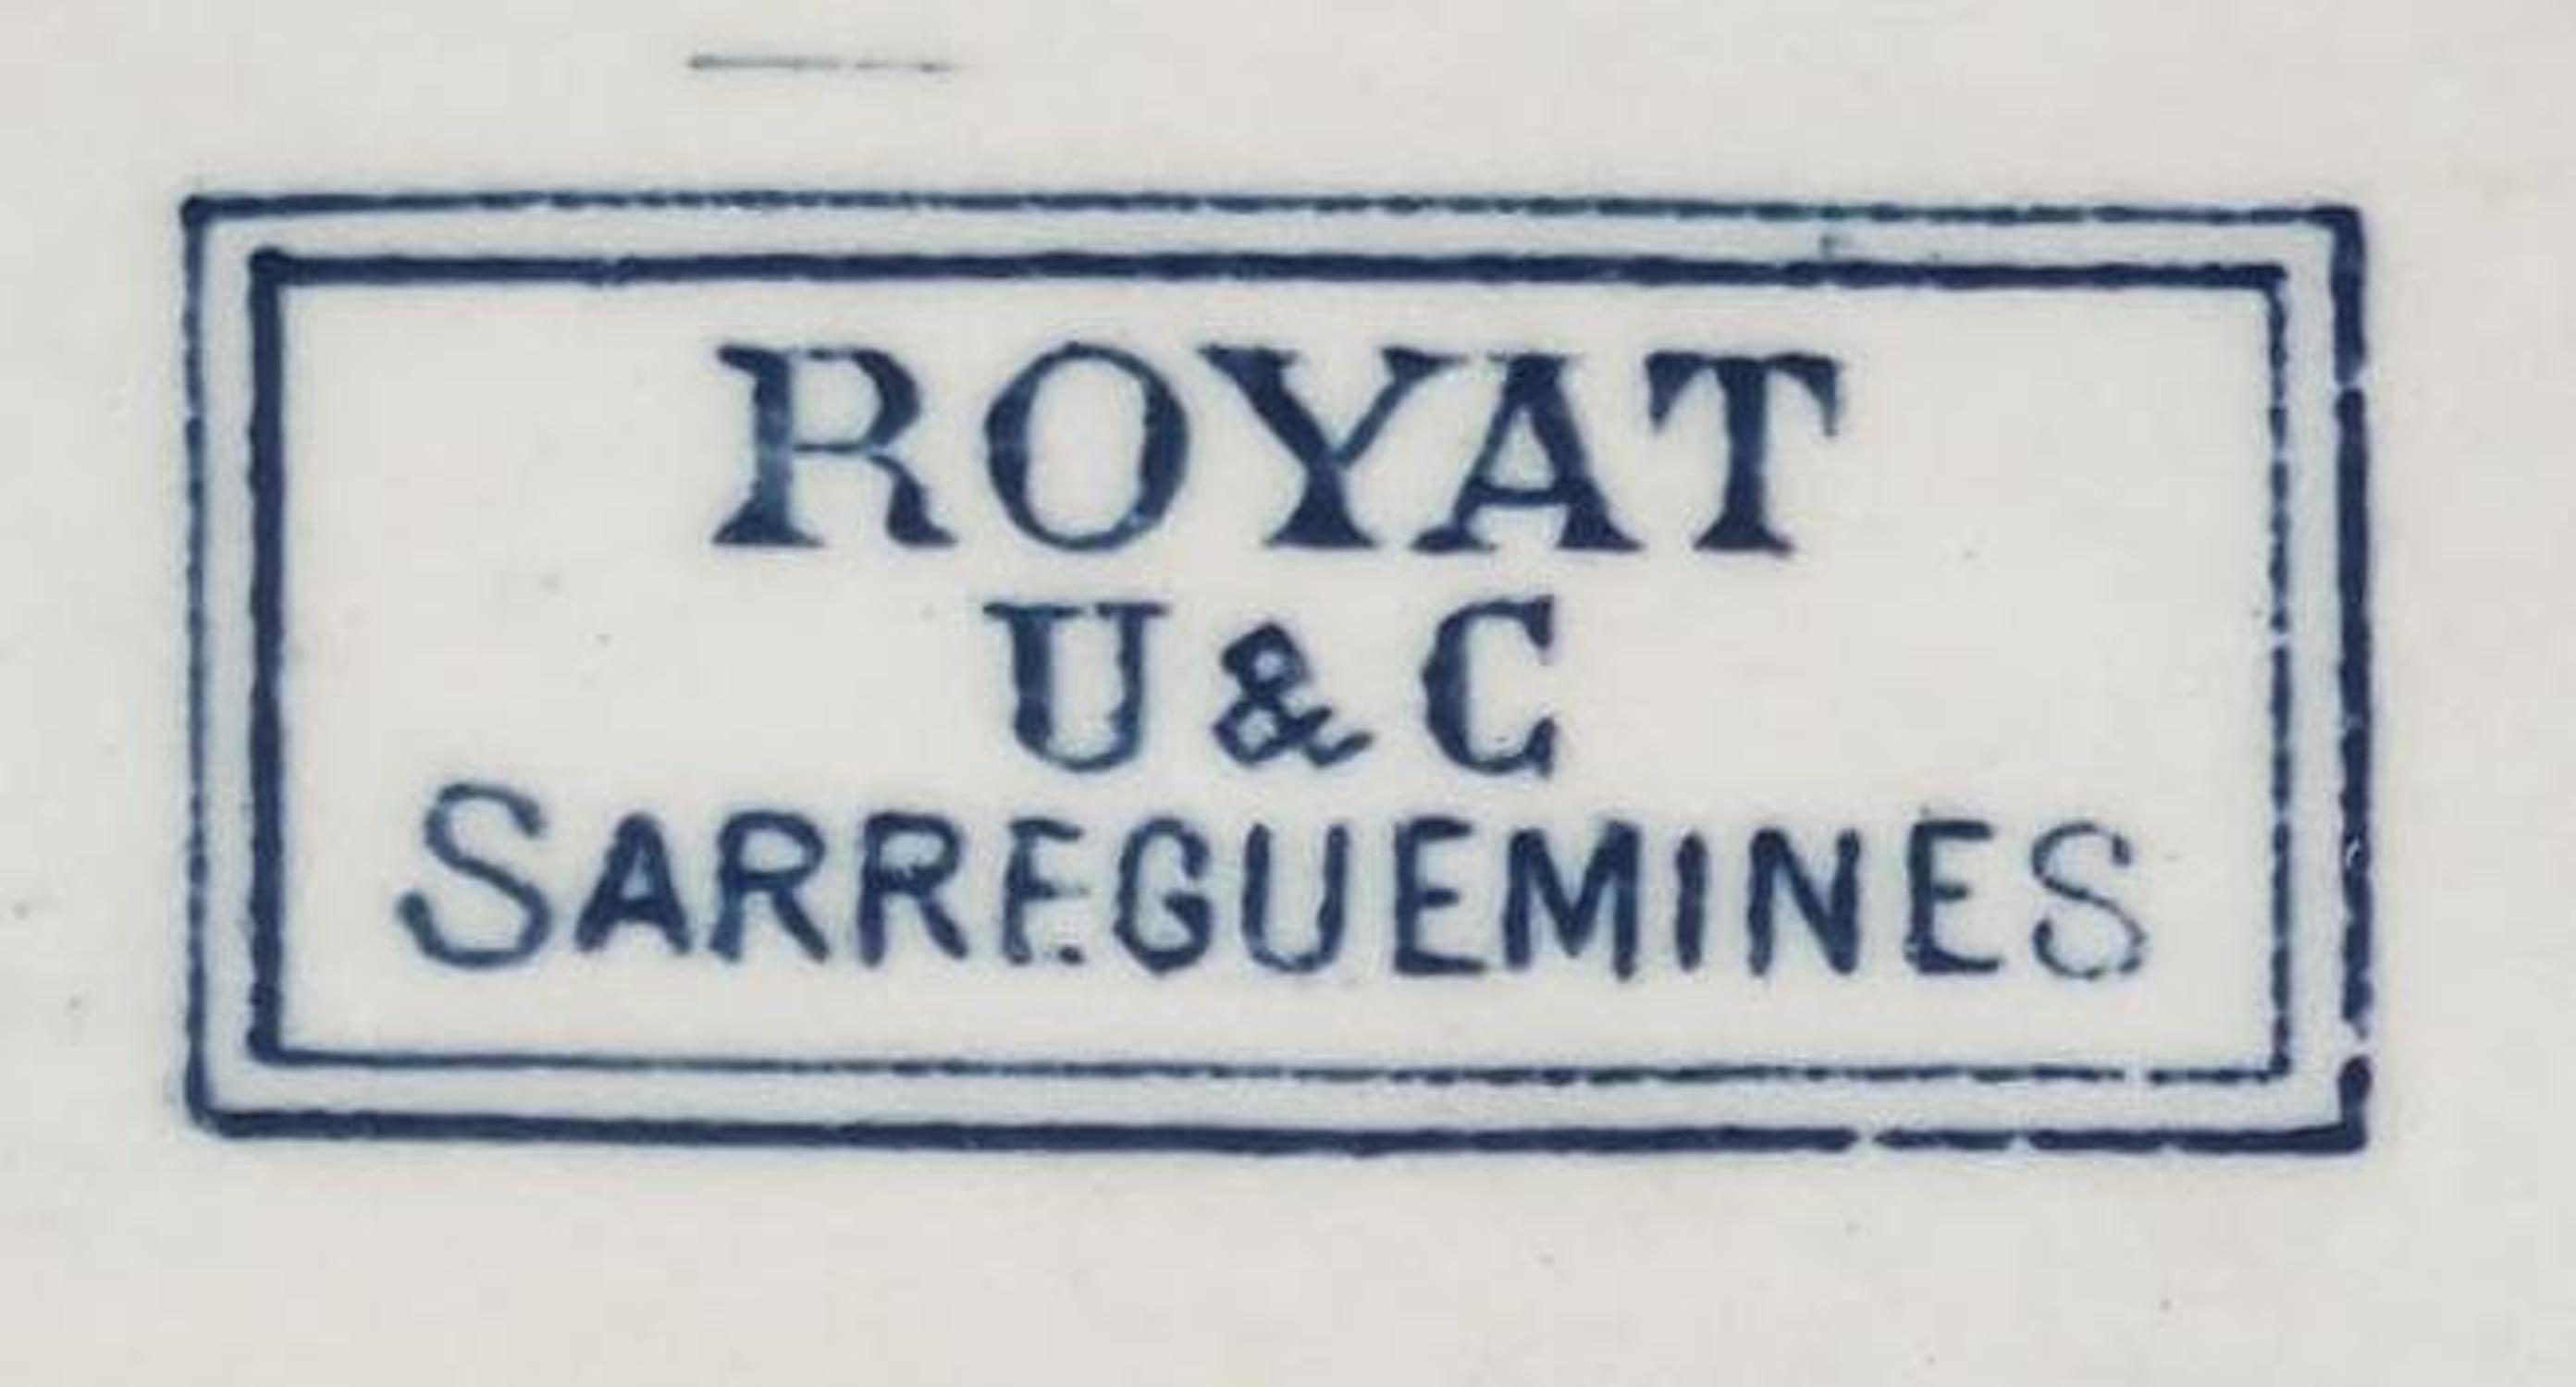 ROYAT
U & C
SARREGUEMINES